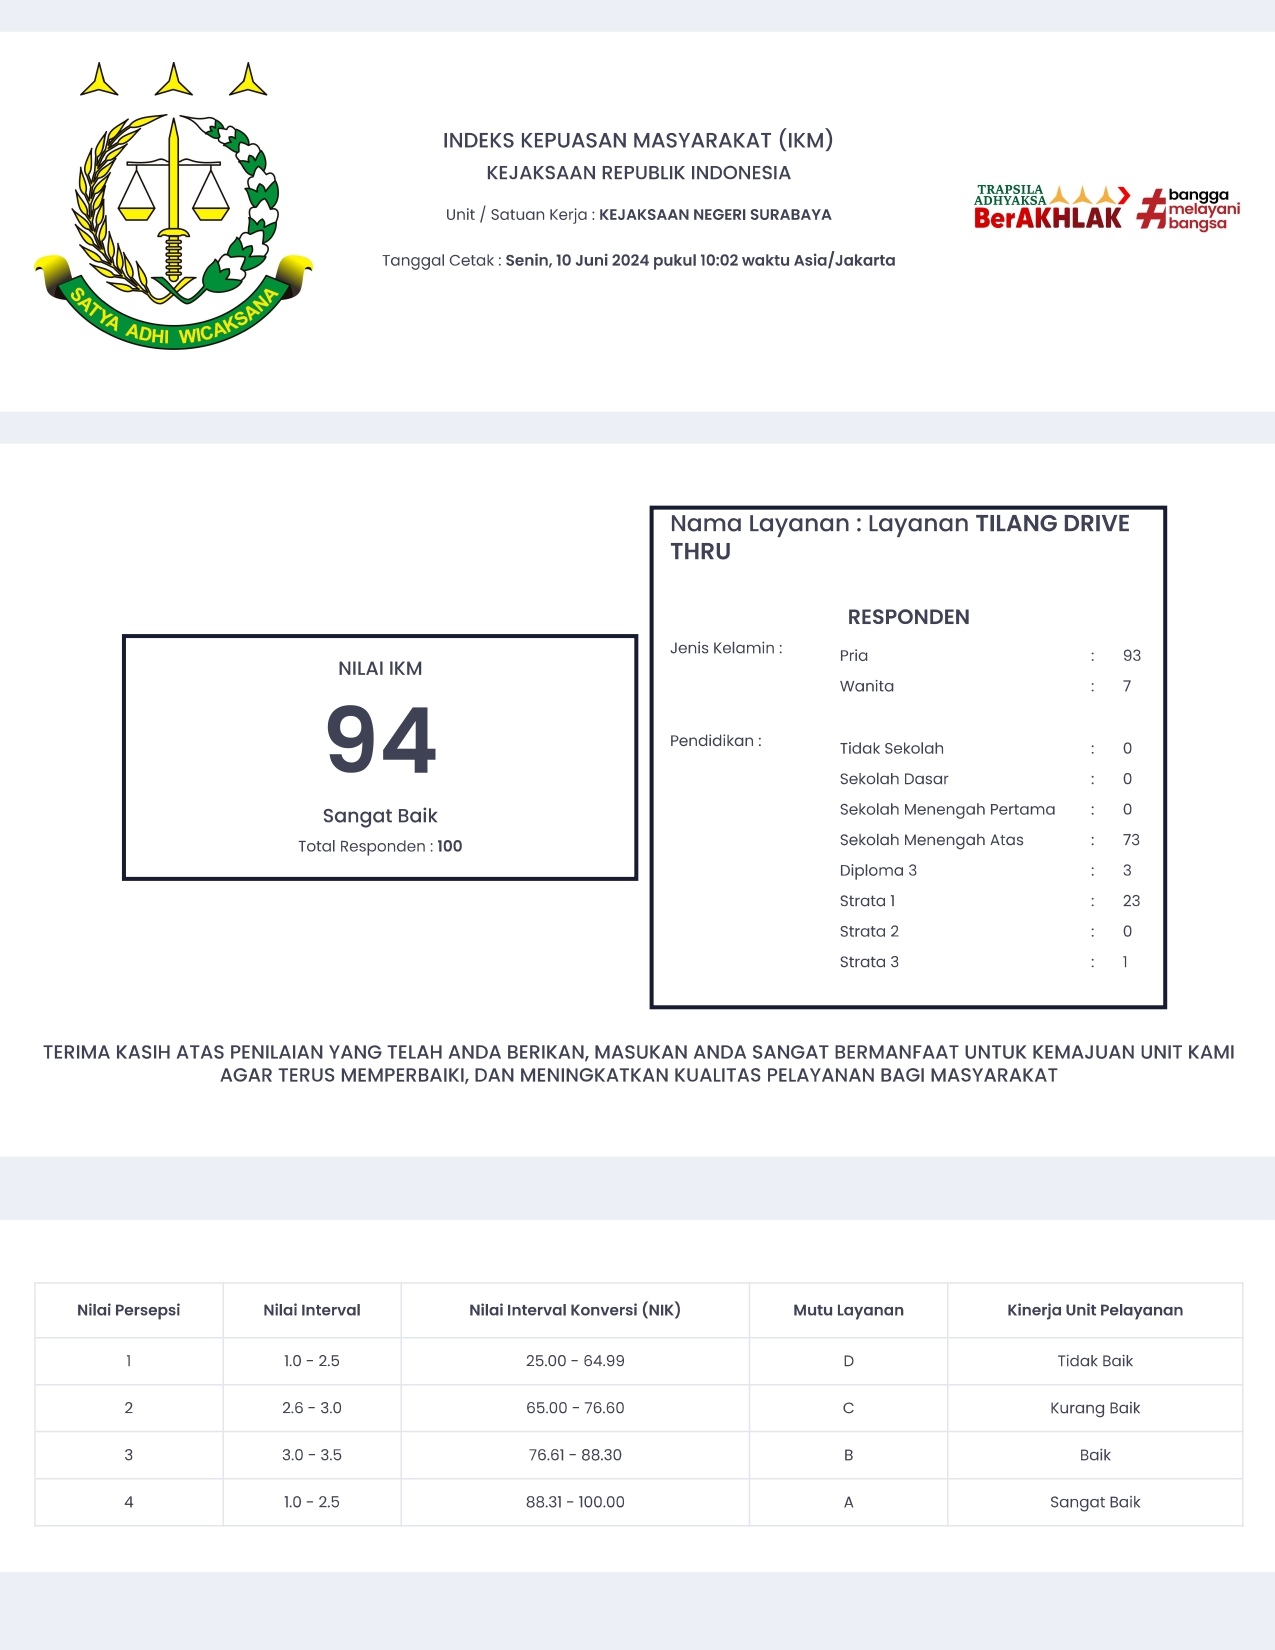 SATYA ADHI WICAKSANA
INDEKS KEPUASAN MASYARAKAT (IKM)
KEJAKSAAN REPUBLIK INDONESIA
Unit / Satuan Kerja : KEJAKSAAN NEGERI SURABAYA
Tanggal Cetak : Senin, 10 Juni 2024 pukul 10:02 waktu Asia/Jakarta
TRAPSILA
ADHYAKSA
BerAKHLAK
#bangga
melayani
bangsa
NILAI IKM
94
Sangat Baik
Total Responden : 100
Nama Layanan : Layanan TILANG DRIVE
THRU
RESPONDEN
Jenis Kelamin :
Pria : 93
Wanita : 7
Pendidikan :
Tidak Sekolah : 0
Sekolah Dasar : 0
Sekolah Menengah Pertama : 0
Sekolah Menengah Atas : 73
Diploma 3 : 3
Strata 1 : 23
Strata 2 : 0
Strata 3 : 1
TERIMA KASIH ATAS PENILAIAN YANG TELAH ANDA BERIKAN, MASUKAN ANDA SANGAT BERMANFAAT UNTUK KEMAJUAN UNIT KAMI
AGAR TERUS MEMPERBAIKI, DAN MENINGKATKAN KUALITAS PELAYANAN BAGI MASYARAKAT
Nilai Persepsi Nilai Interval Nilai Interval Konversi (NIK) Mutu Layanan Kinerja Unit Pelayanan
1 1.0 - 2.5 25.00 - 64.99 D Tidak Baik
2 2.6 - 3.0 65.00 - 76.60 C Kurang Baik
3 3.0 - 3.5 76.61 - 88.30 B Baik
4 1.0 - 2.5 88.31 - 100.00 A Sangat Baik